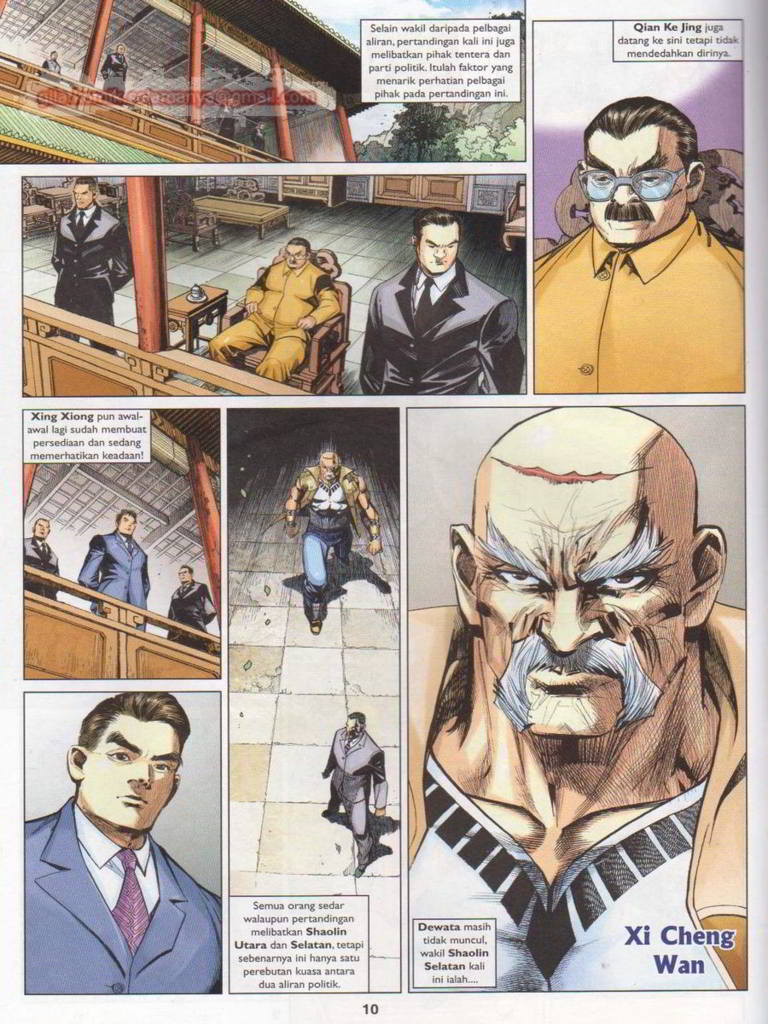 Selain wakil daripada pelbagai
aliran, pertandingan kali ini juga
melibatkan pihak tentera dan
parti politik. Itulah faktor yang
menarik perhatian pelbagai
pihak pada pertandingan ini.
Qian Ke Jing juga
datang ke sini tetapi tidak
mendedahkan dirinya.
Xing Xiong pun awal-
awal lagi sudah membuat
persediaan dan sedang
memerhatikan keadaan!
Semua orang sedar
walaupun pertandingan
melibatkan Shaolin
Utara dan Selatan, tetapi
sebenarnya ini hanya satu
perebutan kuasa antara
dua aliran politik.
Dewata masih
tidak muncul,
wakil Shaolin
Selatan kali
ini ialah....
Xi Cheng
Wan
10